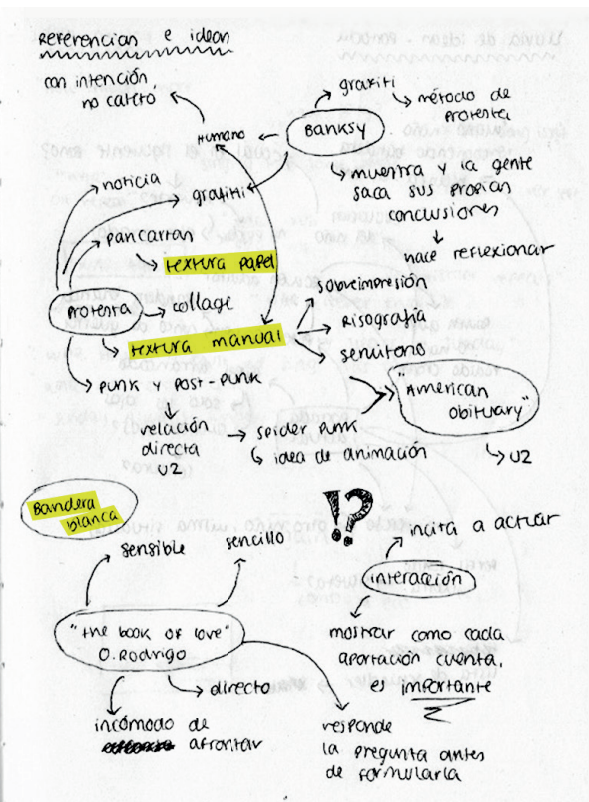 Referencias e ideas
con intención,
no catero
grafiti
método de
protesta
Banksy
Humano
muestra y la gente
saca sus propias
conclusiones
hace reflexionar
noticia
grafiti
pancartas
textura papel
Protesta
collage
textura manual
sobreimpresión
Risografía
semitono
"American
obituary"
U2
punk y post-punk
relación
directa
U2
spider punk
idea de animación
Bandera
blanca
!?
sensible
sencillo
"the book of love"
O. Rodrigo
directo
incómodo de
afrontar
responde
la pregunta antes
de formularla
incita a actuar
interacción
mostrar como cada
aportación cuenta,
es importante